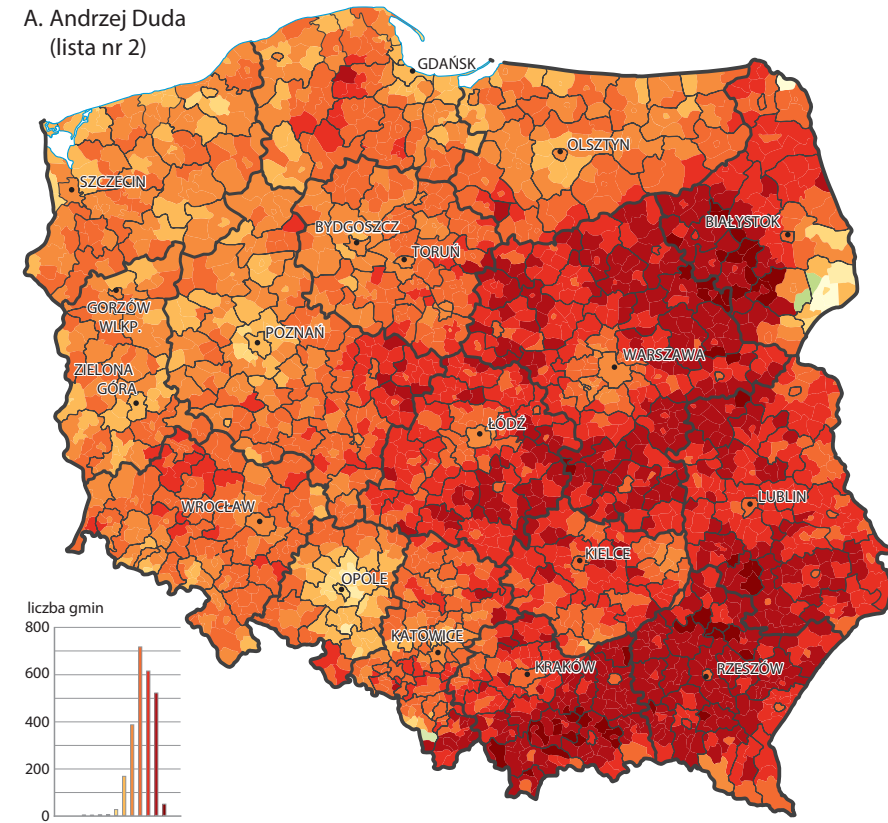 A. Andrzej Duda
(lista nr 2)
GDAŃSK
OLSZTYN
SZCZECIN
BIAŁYSTOK
BYDGOSZCZ
TORUŃ
GORZÓW
WLKP.
POZNAŃ
WARSZAWA
ZIELONA
GÓRA
ŁÓDŹ
LUBLIN
WROCŁAW
KIELCE
OPOLE
KATOWICE
KRAKÓW
RZESZÓW
liczba gmin
800
600
400
200
0